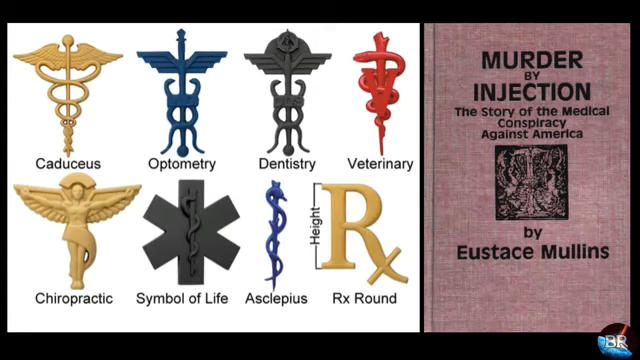 Caduceus
Optometry
Dentistry
Veterinary
Chiropractic
Symbol of Life
Asclepius
Rx Round
Height
Rx
MURDER
BY
INJECTION
The Story of the Medical
Conspiracy
Against America
by
Eustace Mullins
BR